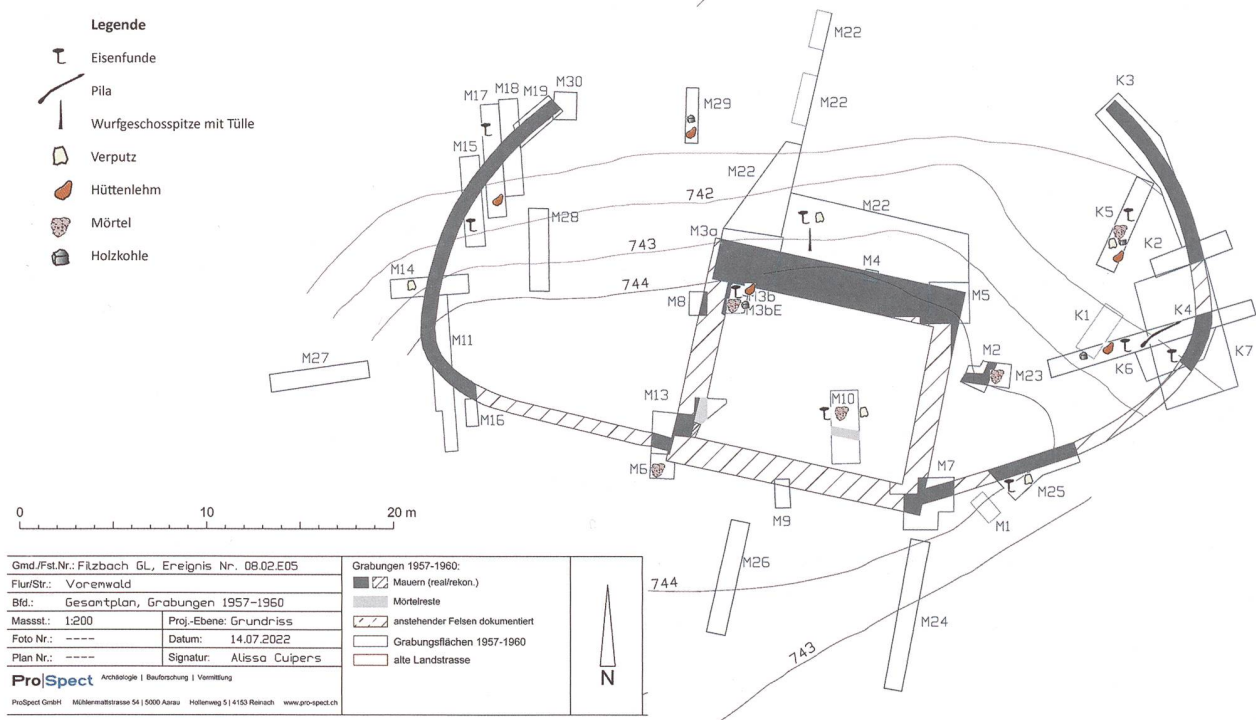 Legende
Eisenfunde
Pila
Wurfgeschosspitze mit Tülle
Verputz
Hüttenlehm
Mörtel
Holzkohle
M22
M22
M22
M22
M30
M19
M18
M17
M15
M29
M28
M14
M11
M27
M16
742
743
744
M3a
M4
M5
M8
M3b
M3bE
M2
M23
M13
M10
M6
M7
M9
M25
M1
M26
M24
744
743
K3
K5
K2
K1
K4
K6
K7
0 10 20 m
Gmd./Fst.Nr.: Filzbach GL, Ereignis Nr. 08.02.E05
Flur/Str.: Voremwald
Bfd.: Gesamtplan, Grabungen 1957-1960
Massst.: 1:200 Proj.-Ebene: Grundriss
Foto Nr.: ---- Datum: 14.07.2022
Plan Nr.: ---- Signatur: Alissa Cuipers
Pro|Spect Archäologie | Bauforschung | Vermittlung
ProSpect GmbH Mühlenmattstrasse 54 | 5000 Aarau Hollenweg 5 | 4153 Reinach www.pro-spect.ch
Grabungen 1957-1960:
Mauern (real/rekon.)
Mörtelreste
anstehender Felsen dokumentiert
Grabungsflächen 1957-1960
alte Landstrasse
N